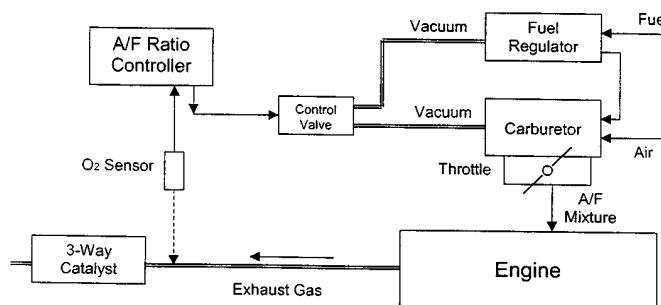 A/F Ratio
Controller
Vacuum
Fuel
Regulator
Fuel
Control
Valve
Vacuum
Carburetor
Air
O2 Sensor
Throttle
A/F
Mixture
3-Way
Catalyst
Exhaust Gas
Engine